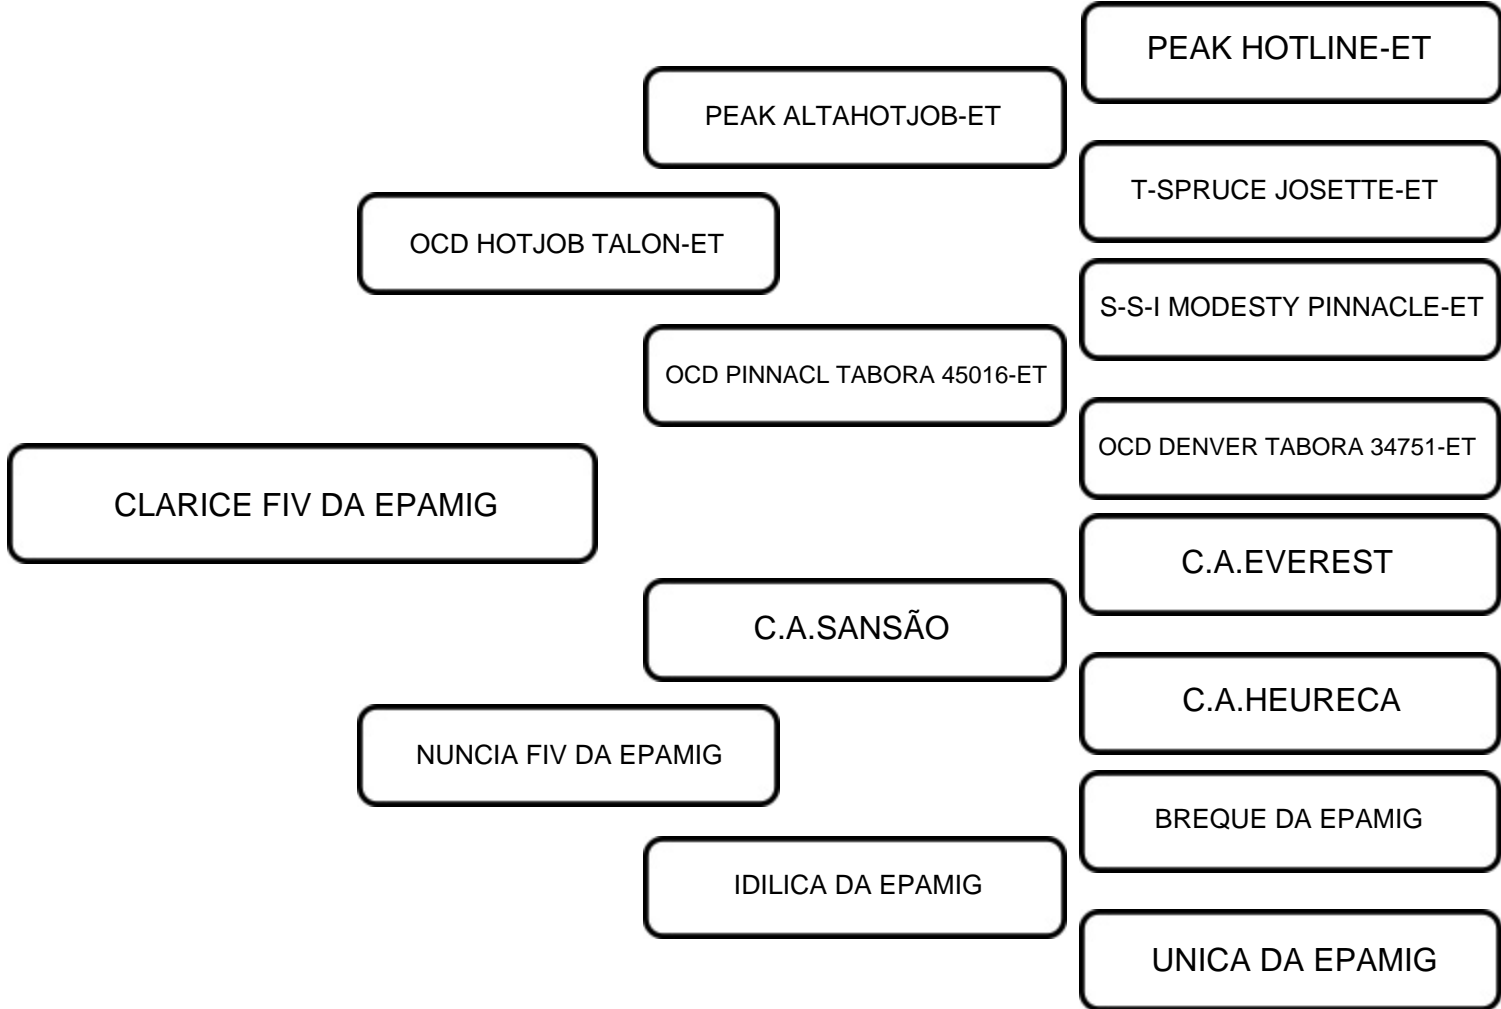 PEAK HOTLINE-ET
PEAK ALTAHOTJOB-ET
T-SPRUCE JOSETTE-ET
OCD HOTJOB TALON-ET
S-S-I MODESTY PINNACLE-ET
OCD PINNACL TABORA 45016-ET
OCD DENVER TABORA 34751-ET
CLARICE FIV DA EPAMIG
C.A.EVEREST
C.A.SANSÃO
C.A.HEURECA
NUNCIA FIV DA EPAMIG
BREQUE DA EPAMIG
IDILICA DA EPAMIG
UNICA DA EPAMIG